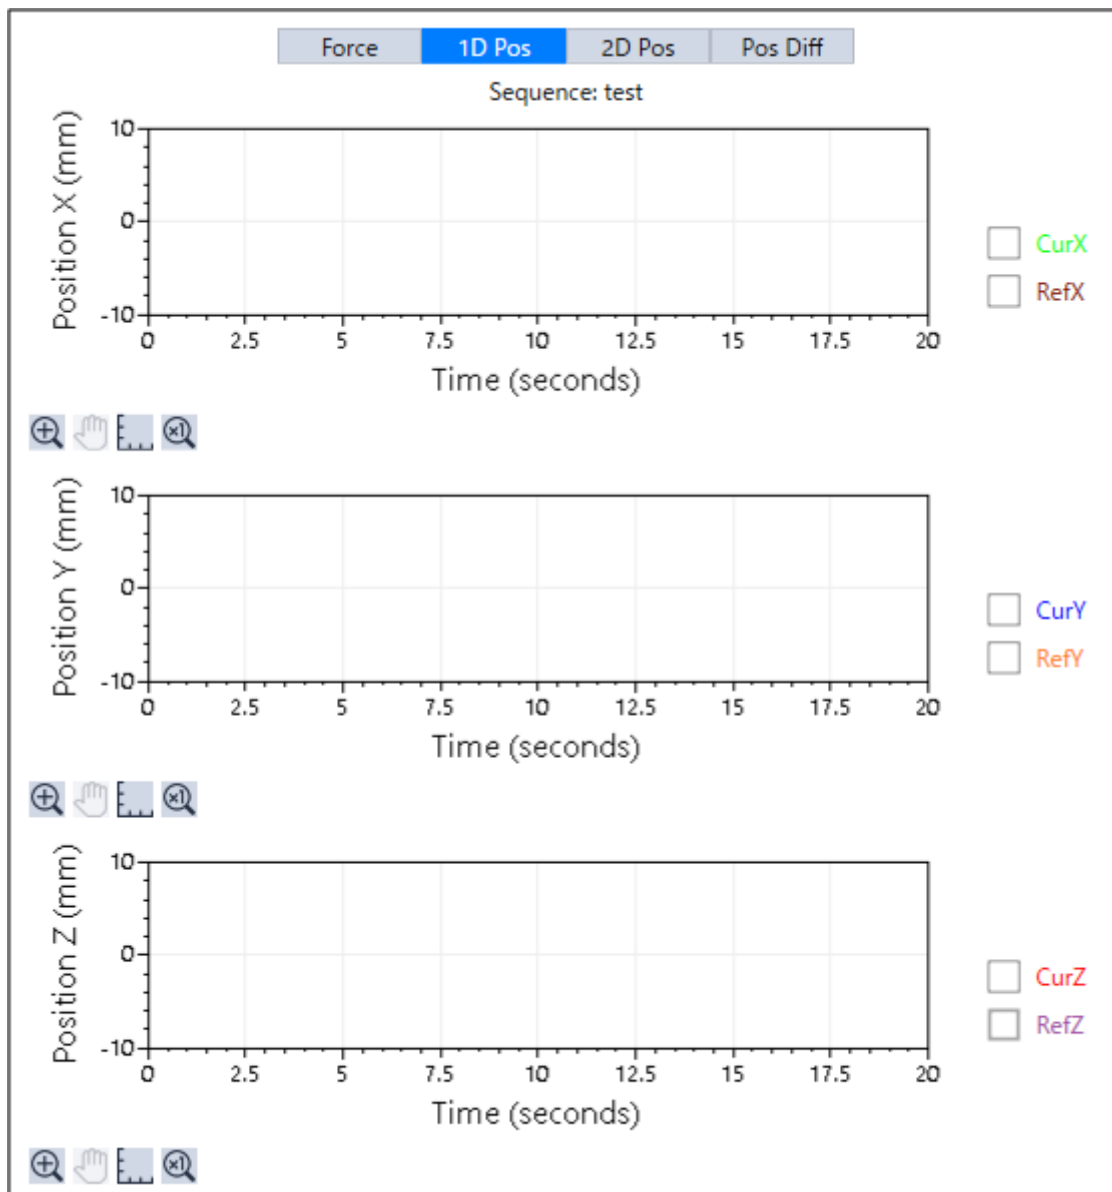 Force 1D Pos 2D Pos Pos Diff
Sequence: test
Position X (mm)
10
0
-10
0 2.5 5 7.5 10 12.5 15 17.5 20
Time (seconds)
CurX
RefX
x1
Position Y (mm)
10
0
-10
0 2.5 5 7.5 10 12.5 15 17.5 20
Time (seconds)
CurY
RefY
x1
Position Z (mm)
10
0
-10
0 2.5 5 7.5 10 12.5 15 17.5 20
Time (seconds)
CurZ
RefZ
x1